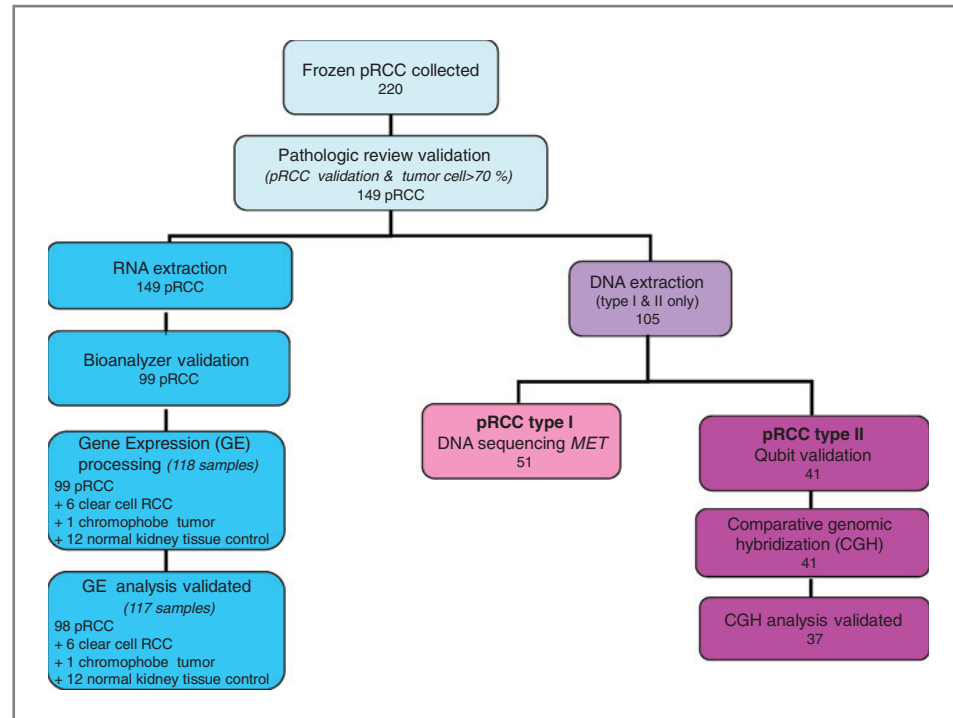 Frozen pRCC collected
220
Pathologic review validation
(pRCC validation & tumor cell>70 %)
149 pRCC
RNA extraction
149 pRCC
Bioanalyzer validation
99 pRCC
Gene Expression (GE)
processing (118 samples)
99 pRCC
+ 6 clear cell RCC
+ 1 chromophobe tumor
+ 12 normal kidney tissue control
GE analysis validated
(117 samples)
98 pRCC
+ 6 clear cell RCC
+ 1 chromophobe tumor
+ 12 normal kidney tissue control
DNA extraction
(type I & II only)
105
pRCC type I
DNA sequencing MET
51
pRCC type II
Qubit validation
41
Comparative genomic
hybridization (CGH)
41
CGH analysis validated
37